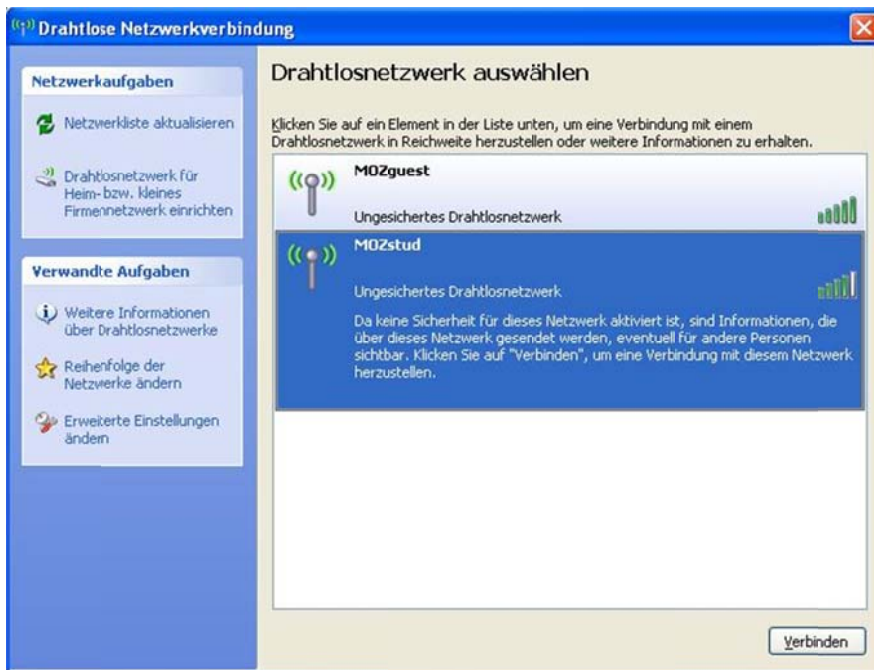 Drahtlose Netzwerkverbindung
Netzwerkaufgaben
Netzwerkliste aktualisieren
Drahtlosnetzwerk für
Heim- bzw. kleines
Firmennetzwerk einrichten
Verwandte Aufgaben
Weitere Informationen
über Drahtlosnetzwerke
Reihenfolge der
Netzwerke ändern
Erweiterte Einstellungen
ändern
Drahtlosnetzwerk auswählen
Klicken Sie auf ein Element in der Liste unten, um eine Verbindung mit einem
Drahtlosnetzwerk in Reichweite herzustellen oder weitere Informationen zu erhalten.
MOZguest
Ungesichertes Drahtlosnetzwerk
MOZstud
Ungesichertes Drahtlosnetzwerk
Da keine Sicherheit für dieses Netzwerk aktiviert ist, sind Informationen, die
über dieses Netzwerk gesendet werden, eventuell für andere Personen
sichtbar. Klicken Sie auf "Verbinden", um eine Verbindung mit diesem Netzwerk
herzustellen.
Verbinden